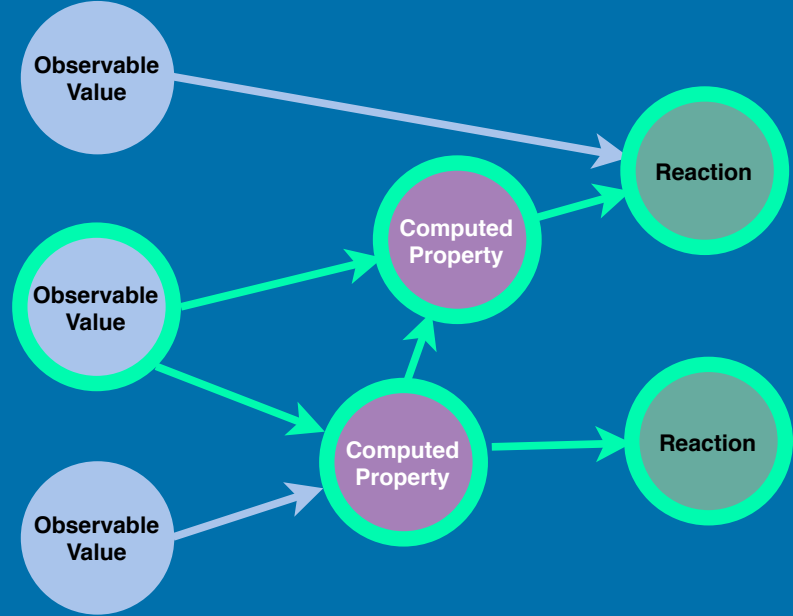 Observable
Value
Reaction
Computed
Property
Observable
Value
Computed
Property
Reaction
Observable
Value